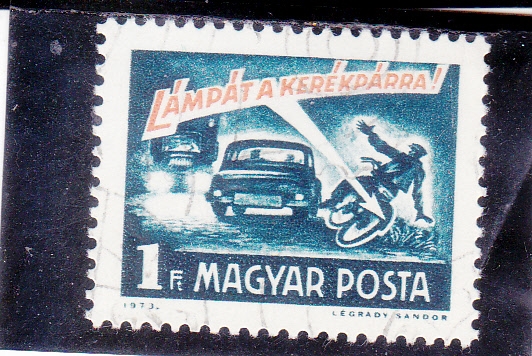 LÁMPÁT A KERÉKPÁRRA!
1 Ft MAGYAR POSTA
1973. LÉGRÁDY SÁNDOR